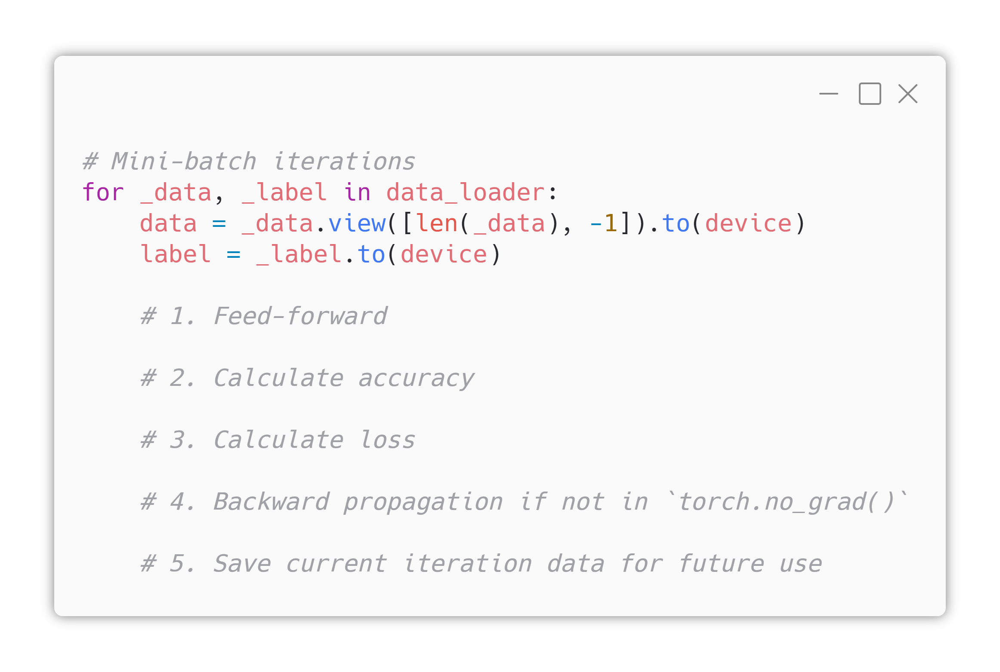 # Mini-batch iterations
for _data, _label in data_loader:
    data = _data.view([len(_data), -1]).to(device)
    label = _label.to(device)

    # 1. Feed-forward

    # 2. Calculate accuracy

    # 3. Calculate loss

    # 4. Backward propagation if not in `torch.no_grad()`

    # 5. Save current iteration data for future use